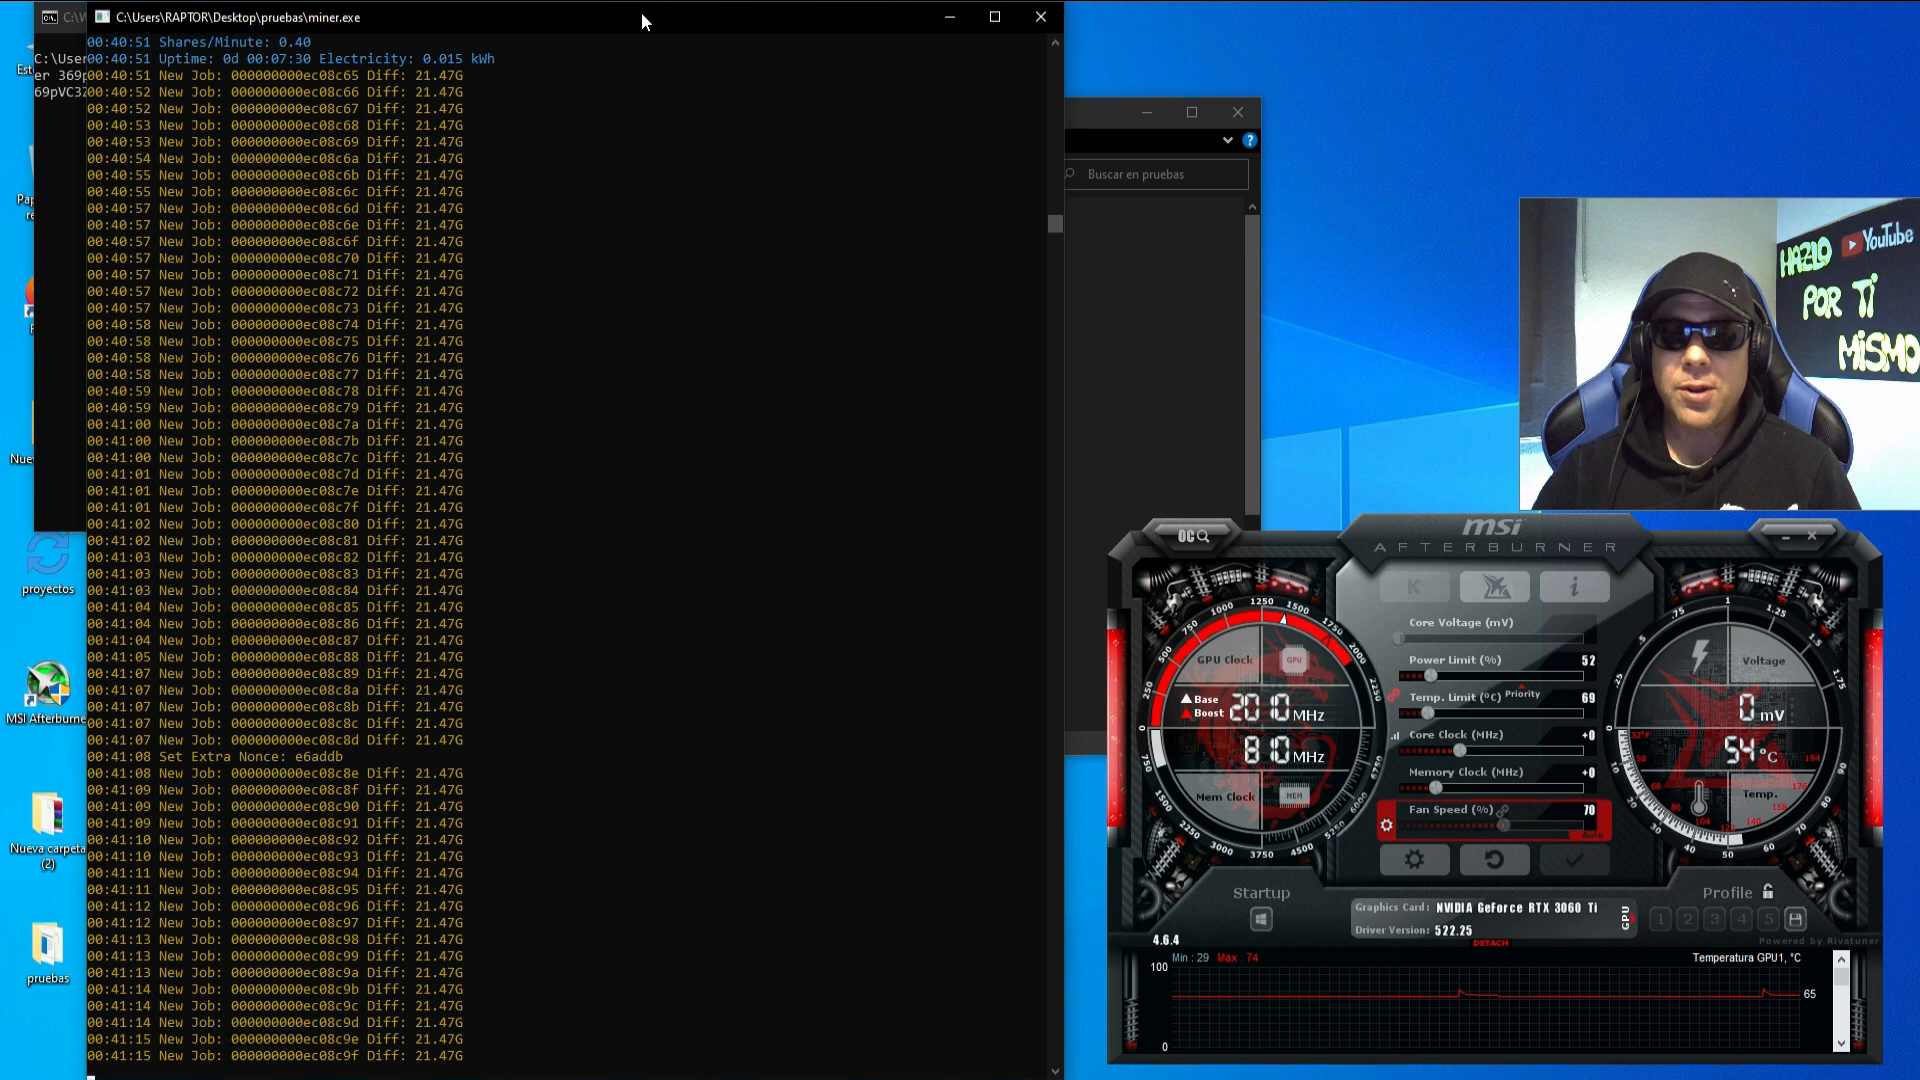 C:\Users\RAPTOR\Desktop\pruebas\miner.exe
00:40:51 Shares/Minute: 0.40
00:40:51 Uptime: 0d 00:07:30 Electricity: 0.015 kWh
00:40:51 New Job: 000000000ec08c65 Diff: 21.47G
00:40:52 New Job: 000000000ec08c66 Diff: 21.47G
00:40:52 New Job: 000000000ec08c67 Diff: 21.47G
00:40:53 New Job: 000000000ec08c68 Diff: 21.47G
00:40:53 New Job: 000000000ec08c69 Diff: 21.47G
00:40:54 New Job: 000000000ec08c6a Diff: 21.47G
00:40:55 New Job: 000000000ec08c6b Diff: 21.47G
00:40:55 New Job: 000000000ec08c6c Diff: 21.47G
00:40:57 New Job: 000000000ec08c6d Diff: 21.47G
00:40:57 New Job: 000000000ec08c6e Diff: 21.47G
00:40:57 New Job: 000000000ec08c6f Diff: 21.47G
00:40:57 New Job: 000000000ec08c70 Diff: 21.47G
00:40:57 New Job: 000000000ec08c71 Diff: 21.47G
00:40:57 New Job: 000000000ec08c72 Diff: 21.47G
00:40:57 New Job: 000000000ec08c73 Diff: 21.47G
00:40:58 New Job: 000000000ec08c74 Diff: 21.47G
00:40:58 New Job: 000000000ec08c75 Diff: 21.47G
00:40:58 New Job: 000000000ec08c76 Diff: 21.47G
00:40:58 New Job: 000000000ec08c77 Diff: 21.47G
00:40:59 New Job: 000000000ec08c78 Diff: 21.47G
00:40:59 New Job: 000000000ec08c79 Diff: 21.47G
00:41:00 New Job: 000000000ec08c7a Diff: 21.47G
00:41:00 New Job: 000000000ec08c7b Diff: 21.47G
00:41:00 New Job: 000000000ec08c7c Diff: 21.47G
00:41:01 New Job: 000000000ec08c7d Diff: 21.47G
00:41:01 New Job: 000000000ec08c7e Diff: 21.47G
00:41:01 New Job: 000000000ec08c7f Diff: 21.47G
00:41:02 New Job: 000000000ec08c80 Diff: 21.47G
00:41:02 New Job: 000000000ec08c81 Diff: 21.47G
00:41:03 New Job: 000000000ec08c82 Diff: 21.47G
00:41:03 New Job: 000000000ec08c83 Diff: 21.47G
00:41:03 New Job: 000000000ec08c84 Diff: 21.47G
00:41:04 New Job: 000000000ec08c85 Diff: 21.47G
00:41:04 New Job: 000000000ec08c86 Diff: 21.47G
00:41:04 New Job: 000000000ec08c87 Diff: 21.47G
00:41:05 New Job: 000000000ec08c88 Diff: 21.47G
00:41:07 New Job: 000000000ec08c89 Diff: 21.47G
00:41:07 New Job: 000000000ec08c8a Diff: 21.47G
00:41:07 New Job: 000000000ec08c8b Diff: 21.47G
00:41:07 New Job: 000000000ec08c8c Diff: 21.47G
00:41:07 New Job: 000000000ec08c8d Diff: 21.47G
00:41:08 Set Extra Nonce: e6addb
00:41:08 New Job: 000000000ec08c8e Diff: 21.47G
00:41:09 New Job: 000000000ec08c8f Diff: 21.47G
00:41:09 New Job: 000000000ec08c90 Diff: 21.47G
00:41:09 New Job: 000000000ec08c91 Diff: 21.47G
00:41:10 New Job: 000000000ec08c92 Diff: 21.47G
00:41:10 New Job: 000000000ec08c93 Diff: 21.47G
00:41:11 New Job: 000000000ec08c94 Diff: 21.47G
00:41:11 New Job: 000000000ec08c95 Diff: 21.47G
00:41:12 New Job: 000000000ec08c96 Diff: 21.47G
00:41:12 New Job: 000000000ec08c97 Diff: 21.47G
00:41:13 New Job: 000000000ec08c98 Diff: 21.47G
00:41:13 New Job: 000000000ec08c99 Diff: 21.47G
00:41:13 New Job: 000000000ec08c9a Diff: 21.47G
00:41:14 New Job: 000000000ec08c9b Diff: 21.47G
00:41:14 New Job: 000000000ec08c9c Diff: 21.47G
00:41:14 New Job: 000000000ec08c9d Diff: 21.47G
00:41:15 New Job: 000000000ec08c9e Diff: 21.47G
00:41:15 New Job: 000000000ec08c9f Diff: 21.47G
C:\User
er 369p
69pVC3Z
proyectos
MSI Afterburne
Nueva carpeta
(2)
pruebas
Buscar en pruebas
YouTube
HAZLO
POR Ti
MiSMO
OC
msi
AFTERBURNER
K
i
Core Voltage (mV)
Power Limit (%) 52
Temp. Limit (°C) Priority 69
Core Clock (MHz) +0
Memory Clock (MHz) +0
Fan Speed (%) 70
Auto
GPU Clock GPU
Base
Boost
2010 MHz
810 MHz
Mem Clock MEM
Voltage
0 mV
54 °C
Temp.
Startup
Profile
1 2 3 4 5
Graphics Card: NVIDIA GeForce RTX 3060 Ti
Driver Version: 522.25
GPU
DETACH
4.6.4
Powered by Rivatuner
Min : 29 Max : 74
Temperatura GPU1, °C
100
65
0